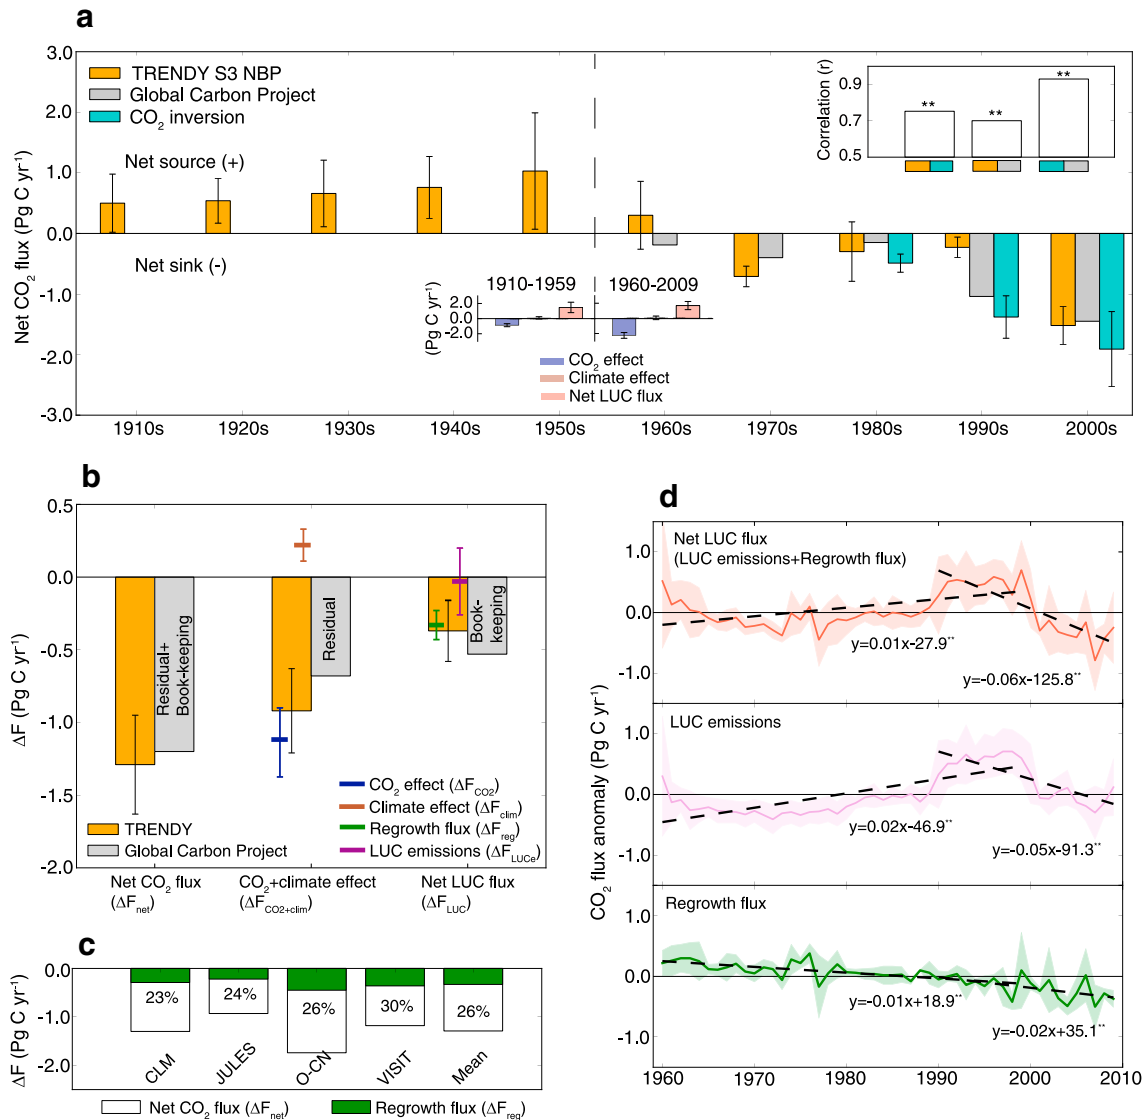 a
3.0
2.0
1.0
0.0
-1.0
-2.0
-3.0
Net CO2 flux (Pg C yr-1)
TRENDY S3 NBP
Global Carbon Project
CO2 inversion
Net source (+)
Net sink (-)
Correlation (r)
0.9
0.7
0.5
**
**
**
1910-1959
1960-2009
(Pg C yr-1)
2.0
0.0
-2.0
CO2 effect
Climate effect
Net LUC flux
1910s
1920s
1930s
1940s
1950s
1960s
1970s
1980s
1990s
2000s
b
0.5
0.0
-0.5
-1.0
-1.5
-2.0
ΔF (Pg C yr-1)
Residual+
Book-keeping
Residual
Book-
keeping
CO2 effect (ΔFCO2)
Climate effect (ΔFclim)
Regrowth flux (ΔFreg)
LUC emissions (ΔFLUCe)
TRENDY
Global Carbon Project
Net CO2 flux
(ΔFnet)
CO2+climate effect
(ΔFCO2+clim)
Net LUC flux
(ΔFLUC)
c
0.0
-1.0
-2.0
ΔF (Pg C yr-1)
23%
24%
26%
30%
26%
CLM
JULES
O-CN
VISIT
Mean
Net CO2 flux (ΔFnet)
Regrowth flux (ΔFreg)
d
CO2 flux anomaly (Pg C yr-1)
Net LUC flux
(LUC emissions+Regrowth flux)
1.0
0.0
-1.0
y=0.01x-27.9**
y=-0.06x-125.8**
LUC emissions
1.0
0.0
-1.0
y=0.02x-46.9**
y=-0.05x-91.3**
Regrowth flux
1.0
0.0
-1.0
y=-0.01x+18.9**
y=-0.02x+35.1**
1960
1970
1980
1990
2000
2010